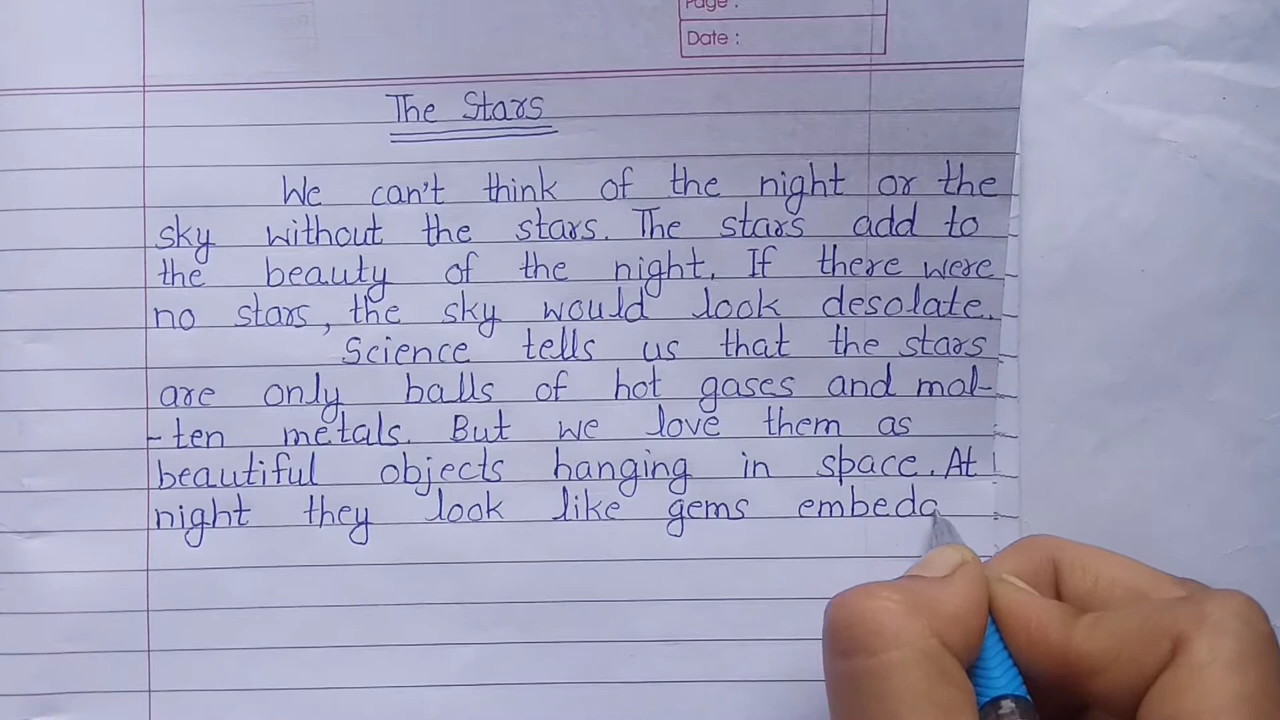 Page :
Date :
The Stars
We can't think of the night or the
sky without the stars. The stars add to
the beauty of the night. If there were
no stars, the sky would look desolate.
Science tells us that the stars
are only balls of hot gases and mol-
-ten metals. But we love them as
beautiful objects hanging in space. At
night they look like gems